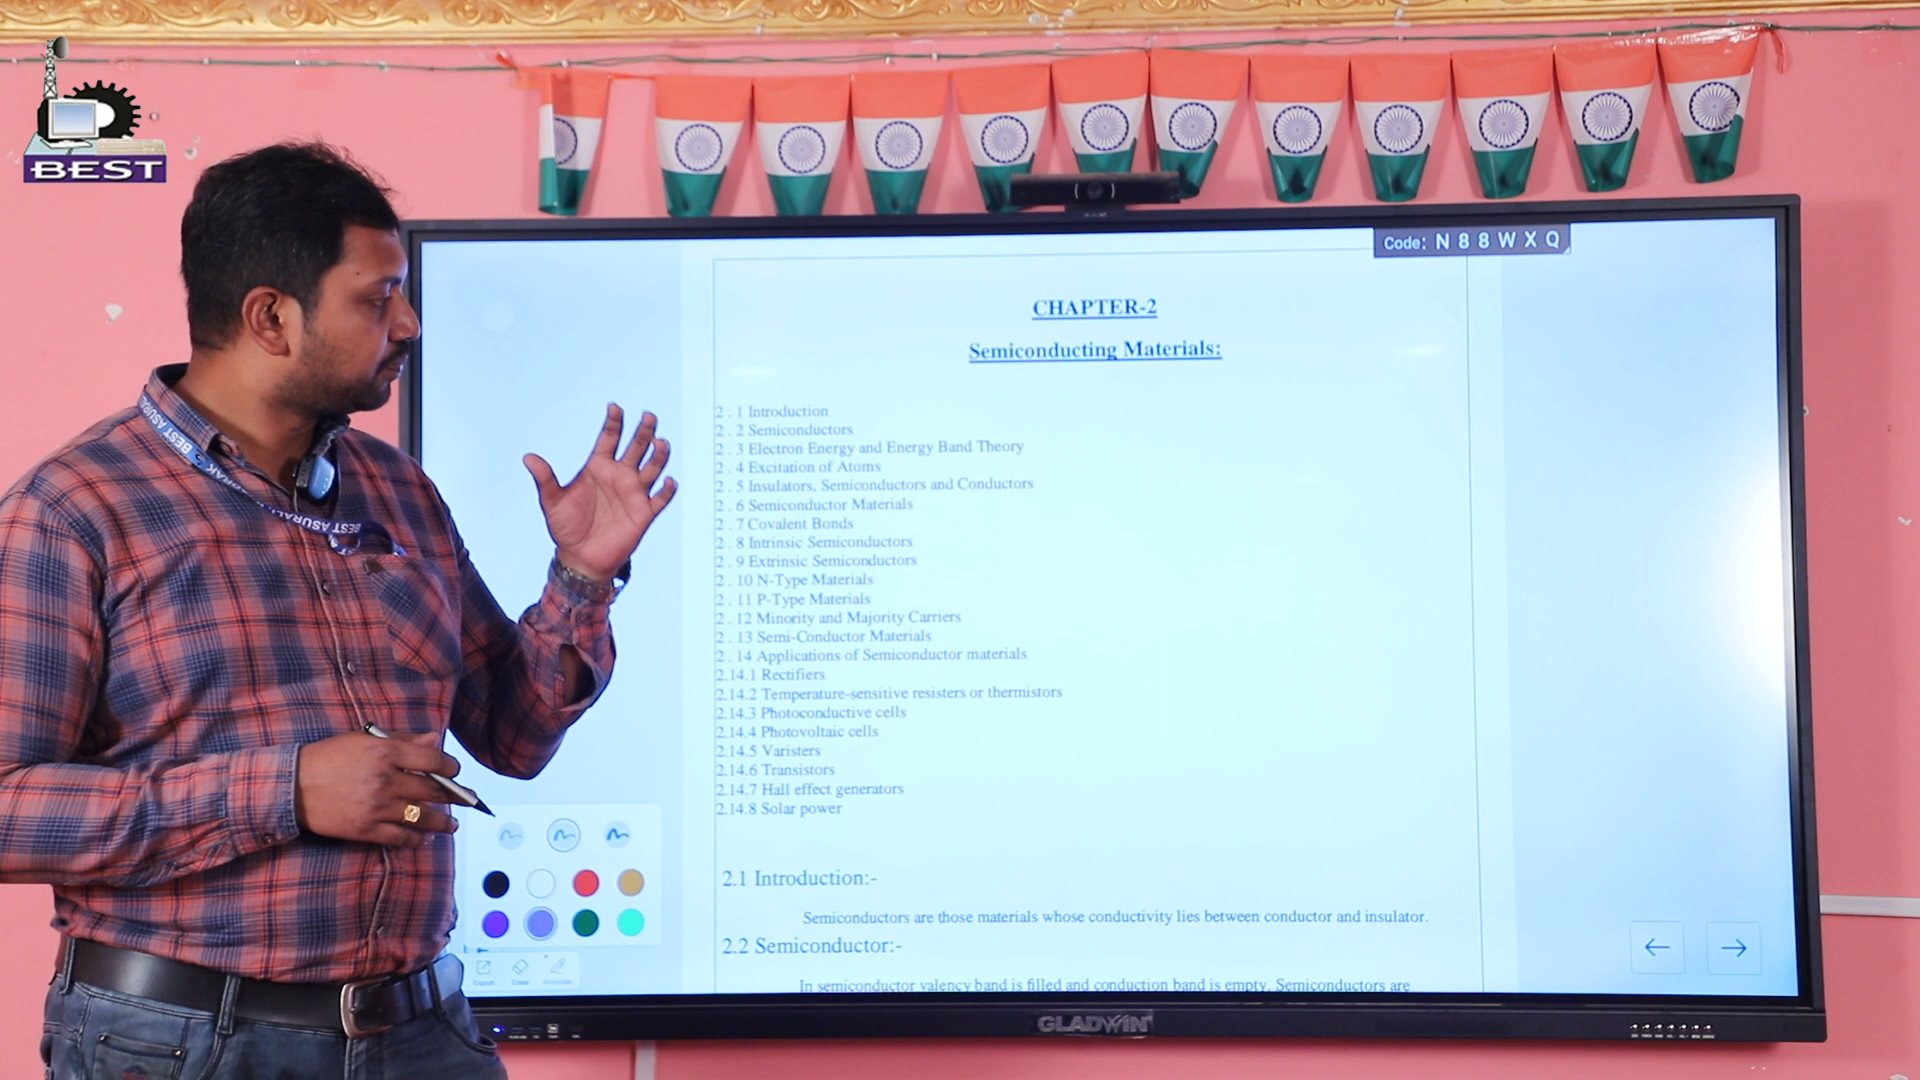 BEST
Code: N 8 8 W X Q
CHAPTER-2
Semiconducting Materials:
2 . 1 Introduction
2 . 2 Semiconductors
2 . 3 Electron Energy and Energy Band Theory
2 . 4 Excitation of Atoms
2 . 5 Insulators, Semiconductors and Conductors
2 . 6 Semiconductor Materials
2 . 7 Covalent Bonds
2 . 8 Intrinsic Semiconductors
2 . 9 Extrinsic Semiconductors
2 . 10 N-Type Materials
2 . 11 P-Type Materials
2 . 12 Minority and Majority Carriers
2 . 13 Semi-Conductor Materials
2 . 14 Applications of Semiconductor materials
2.14.1 Rectifiers
2.14.2 Temperature-sensitive resisters or thermistors
2.14.3 Photoconductive cells
2.14.4 Photovoltaic cells
2.14.5 Varisters
2.14.6 Transistors
2.14.7 Hall effect generators
2.14.8 Solar power
2.1 Introduction:-
Semiconductors are those materials whose conductivity lies between conductor and insulator.
2.2 Semiconductor:-
In semiconductor valency band is filled and conduction band is empty. Semiconductors are
Export
GLADWIN
BEST ASURALI
BEST ASURALI